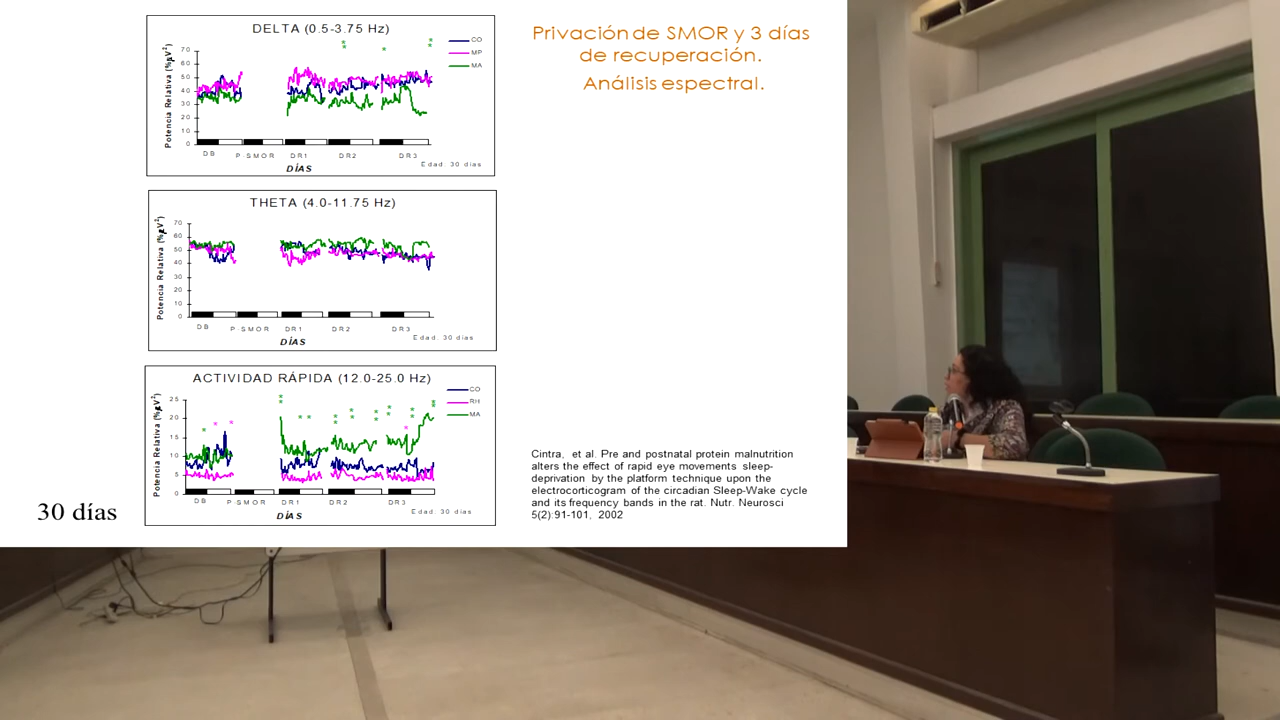 DELTA (0.5-3.75 Hz)
Potencia Relativa (%µV²)
70
60
50
40
30
20
10
0
CO
MP
MA
DB P-SMOR DR1 DR2 DR3
Edad: 30 días
DÍAS
THETA (4.0-11.75 Hz)
Potencia Relativa (%µV²)
70
60
50
40
30
20
10
0
DB P-SMOR DR1 DR2 DR3
Edad: 30 días
DÍAS
ACTIVIDAD RÁPIDA (12.0-25.0 Hz)
Potencia Relativa (%µV²)
25
20
15
10
5
0
CO
RH
MA
DB P-SMOR DR1 DR2 DR3
Edad: 30 días
DÍAS
30 días
Privación de SMOR y 3 días
de recuperación.
Análisis espectral.
Cintra, et al. Pre and postnatal protein malnutrition
alters the effect of rapid eye movements sleep-
deprivation by the platform technique upon the
electrocorticogram of the circadian Sleep-Wake cycle
and its frequency bands in the rat. Nutr. Neurosci
5(2):91-101, 2002